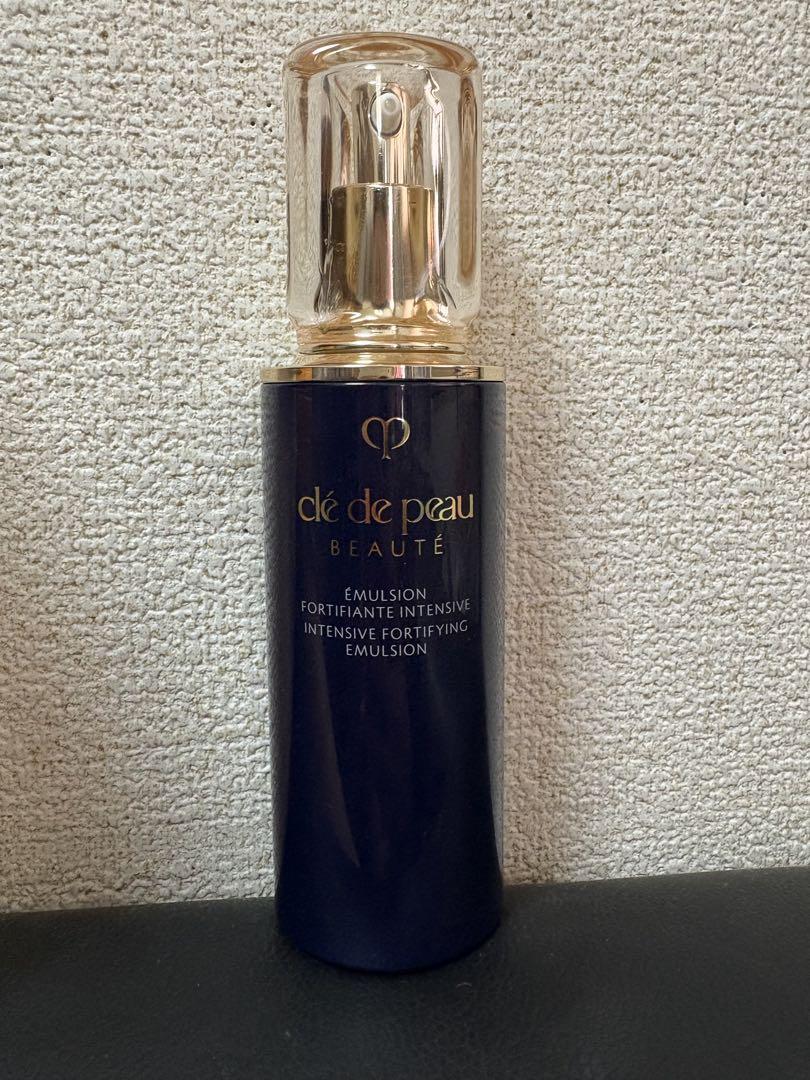 clé de peau
BEAUTÉ
ÉMULSION
FORTIFIANTE INTENSIVE
INTENSIVE FORTIFYING
EMULSION